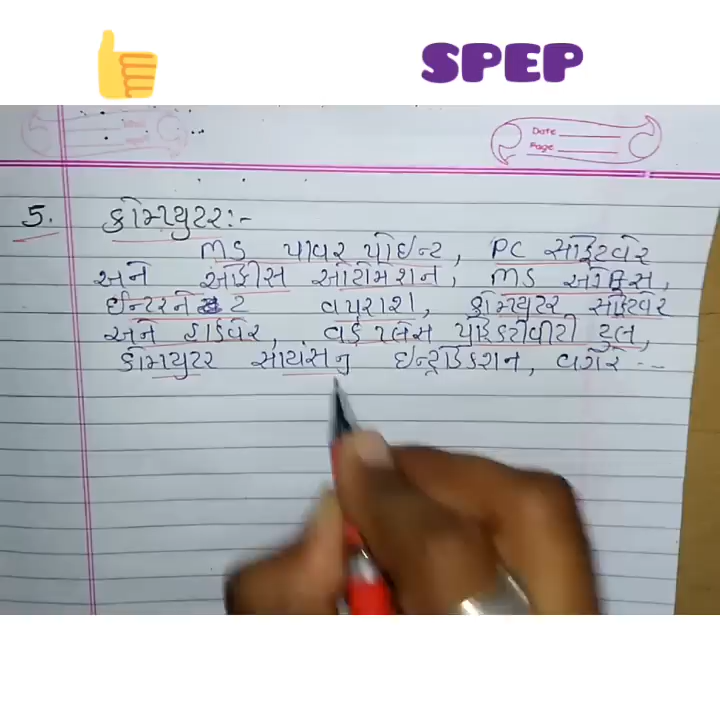 SPEP
Date
Page
5. કોમ્પ્યુટર:-
MS પાવર પોઇન્ટ, PC સોફ્ટવેર
અને ઓફીસ ઓટોમેશન, MS ઓફિસ,
ઈન્ટરનેટ વપરાશ, કોમ્પ્યુટર સોફ્ટવેર
અને હાર્ડવેર, વર્ડ પ્લેસ પ્રોડક્ટીવીટી ટુલ,
કોમ્પ્યુટર સાયંસનુ ઇન્ટ્રોડક્શન, વગેરે --